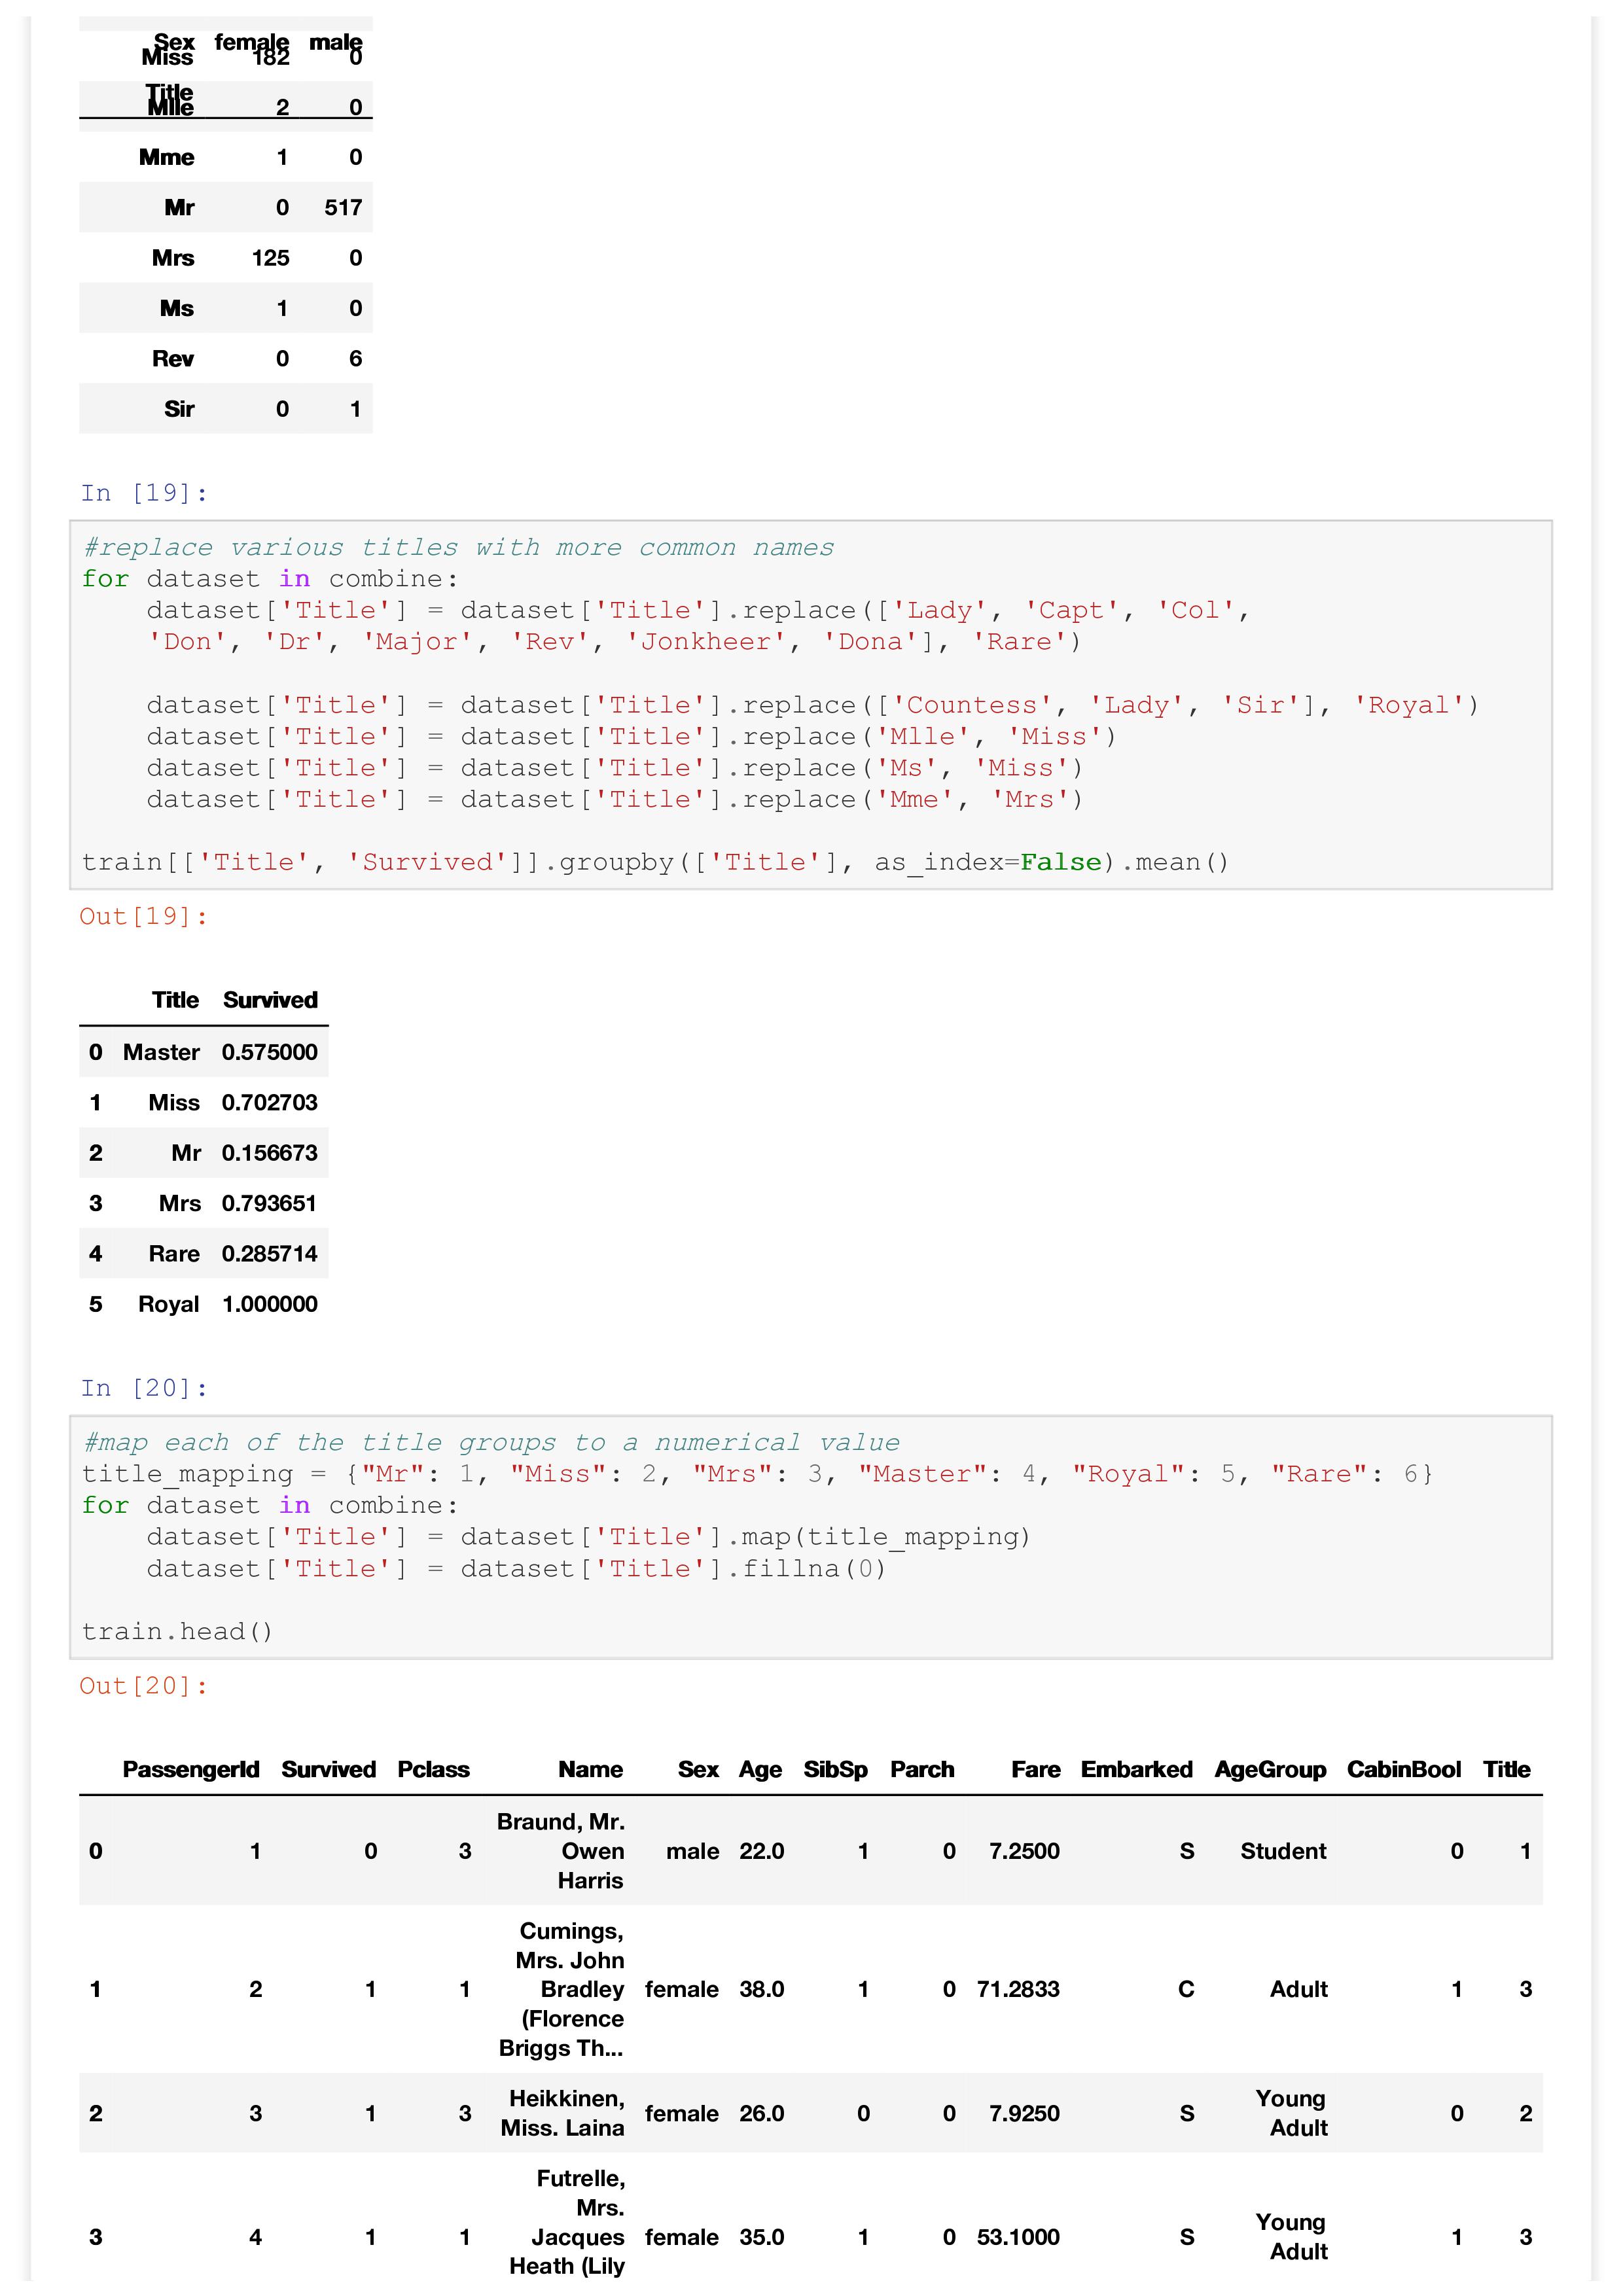 Sex female male
Miss 182 0
Title
Mlle 2 0
Mme 1 0
Mr 0 517
Mrs 125 0
Ms 1 0
Rev 0 6
Sir 0 1
In [19]:
#replace various titles with more common names
for dataset in combine:
    dataset['Title'] = dataset['Title'].replace(['Lady', 'Capt', 'Col',
    'Don', 'Dr', 'Major', 'Rev', 'Jonkheer', 'Dona'], 'Rare')
    dataset['Title'] = dataset['Title'].replace(['Countess', 'Lady', 'Sir'], 'Royal')
    dataset['Title'] = dataset['Title'].replace('Mlle', 'Miss')
    dataset['Title'] = dataset['Title'].replace('Ms', 'Miss')
    dataset['Title'] = dataset['Title'].replace('Mme', 'Mrs')
train[['Title', 'Survived']].groupby(['Title'], as_index=False).mean()
Out[19]:
Title Survived
0 Master 0.575000
1 Miss 0.702703
2 Mr 0.156673
3 Mrs 0.793651
4 Rare 0.285714
5 Royal 1.000000
In [20]:
#map each of the title groups to a numerical value
title_mapping = {"Mr": 1, "Miss": 2, "Mrs": 3, "Master": 4, "Royal": 5, "Rare": 6}
for dataset in combine:
    dataset['Title'] = dataset['Title'].map(title_mapping)
    dataset['Title'] = dataset['Title'].fillna(0)
train.head()
Out[20]:
PassengerId Survived Pclass Name Sex Age SibSp Parch Fare Embarked AgeGroup CabinBool Title
Braund, Mr.
0 1 0 3 Owen male 22.0 1 0 7.2500 S Student 0 1
Harris
Cumings,
Mrs. John
1 2 1 1 Bradley female 38.0 1 0 71.2833 C Adult 1 3
(Florence
Briggs Th...
Heikkinen, Young
2 3 1 3 female 26.0 0 0 7.9250 S 0 2
Miss. Laina Adult
Futrelle,
Mrs. Young
3 4 1 1 Jacques female 35.0 1 0 53.1000 S 1 3
Heath (Lily Adult